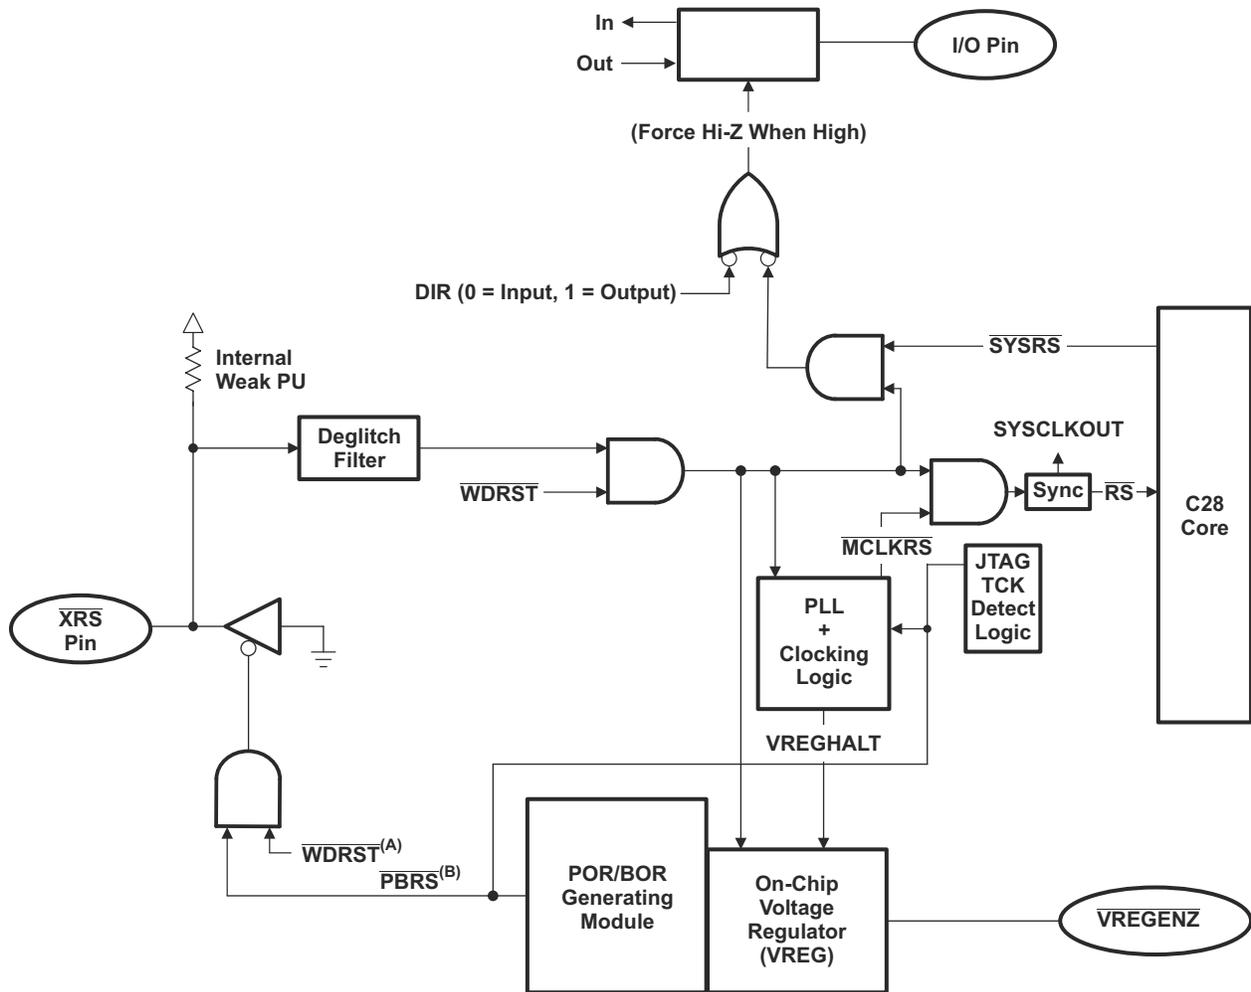 In
Out
I/O Pin
(Force Hi-Z When High)
DIR (0 = Input, 1 = Output)
Internal
Weak PU
SYSRS
Deglitch
Filter
SYSCLKOUT
WDRST
Sync
RS
C28
Core
MCLKRS
JTAG
TCK
Detect
Logic
XRS
Pin
PLL
+
Clocking
Logic
VREGHALT
WDRST(A)
PBRS(B)
POR/BOR
Generating
Module
On-Chip
Voltage
Regulator
(VREG)
VREGENZ